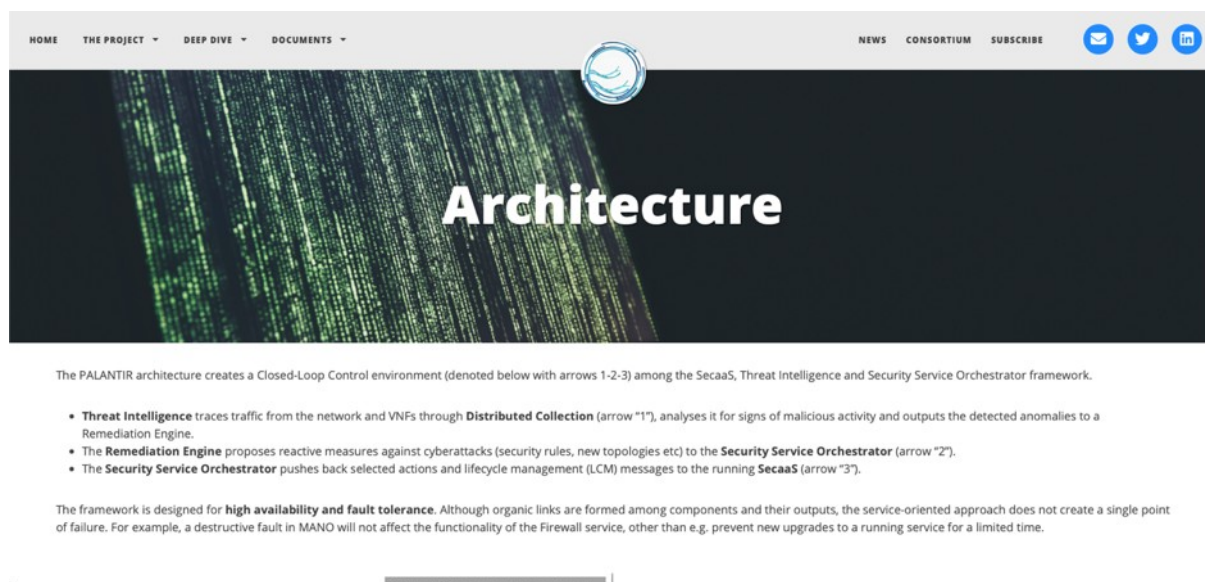 HOME THE PROJECT DEEP DIVE DOCUMENTS NEWS CONSORTIUM SUBSCRIBE
in
Architecture
The PALANTIR architecture creates a Closed-Loop Control environment (denoted below with arrows 1-2-3) among the SecaaS, Threat Intelligence and Security Service Orchestrator framework.
• Threat Intelligence traces traffic from the network and VNFs through Distributed Collection (arrow "1"), analyses it for signs of malicious activity and outputs the detected anomalies to a
Remediation Engine.
• The Remediation Engine proposes reactive measures against cyberattacks (security rules, new topologies etc) to the Security Service Orchestrator (arrow "2").
• The Security Service Orchestrator pushes back selected actions and lifecycle management (LCM) messages to the running SecaaS (arrow "3").
The framework is designed for high availability and fault tolerance. Although organic links are formed among components and their outputs, the service-oriented approach does not create a single point
of failure. For example, a destructive fault in MANO will not affect the functionality of the Firewall service, other than e.g. prevent new upgrades to a running service for a limited time.